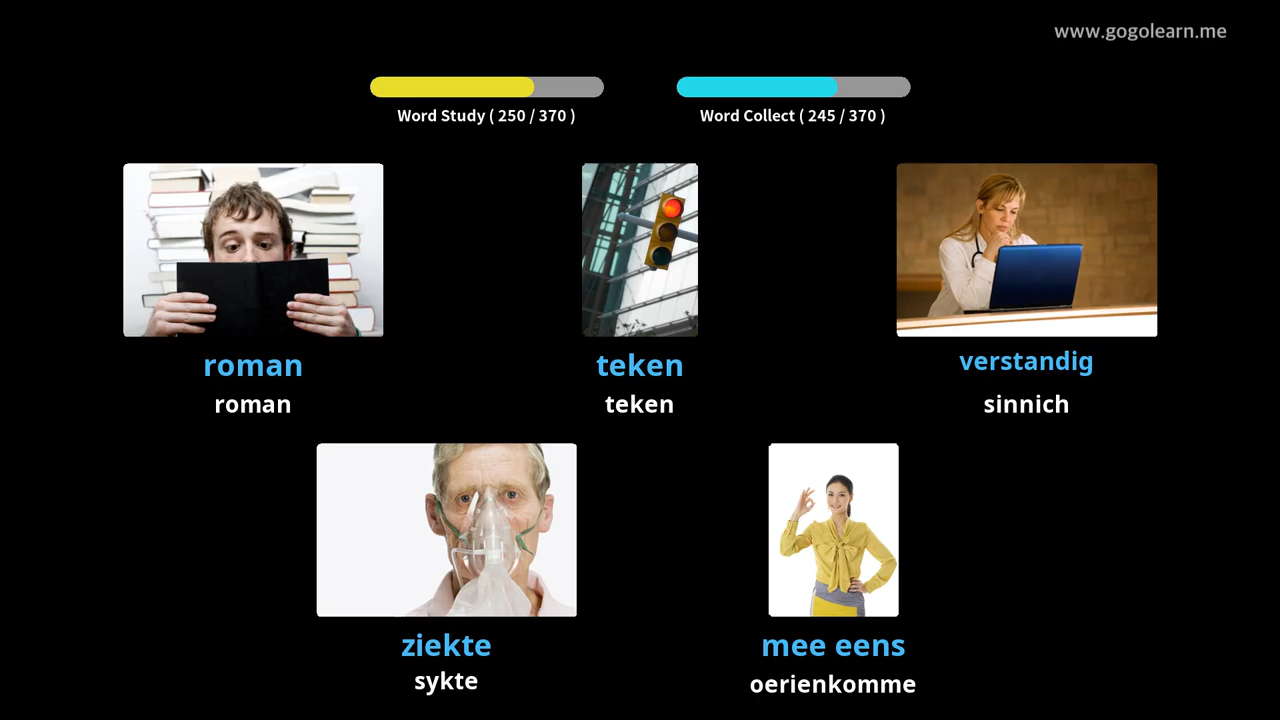 www.gogolearn.me
Word Study ( 250 / 370 )
Word Collect ( 245 / 370 )
roman
roman
teken
teken
verstandig
sinnich
ziekte
sykte
mee eens
oerienkomme